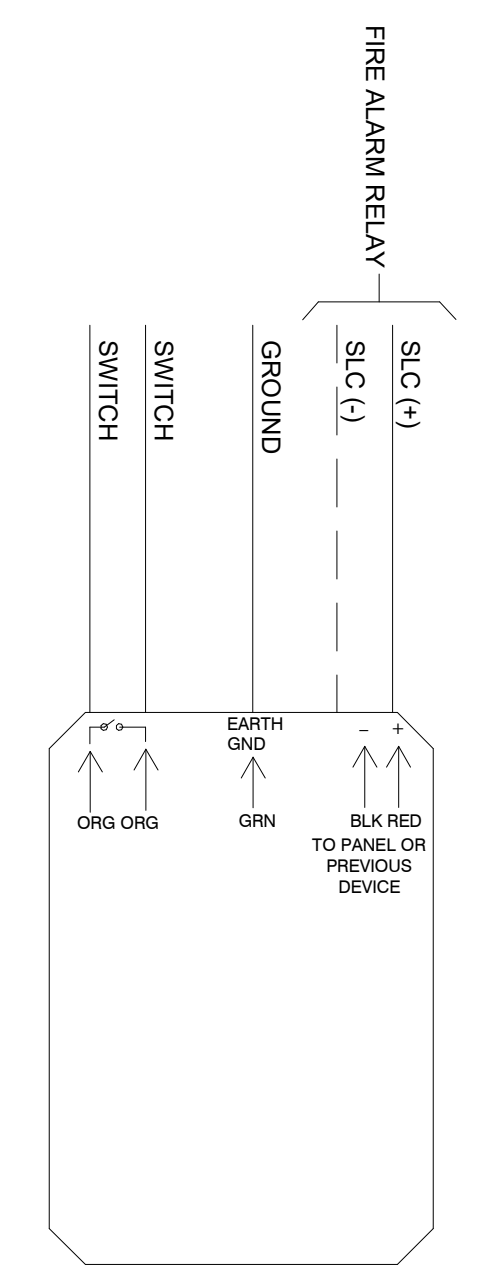 FIRE ALARM RELAY
SWITCH
SWITCH
GROUND
SLC (-)
SLC (+)
EARTH
GND
– +
ORG ORG
GRN
BLK RED
TO PANEL OR
PREVIOUS
DEVICE